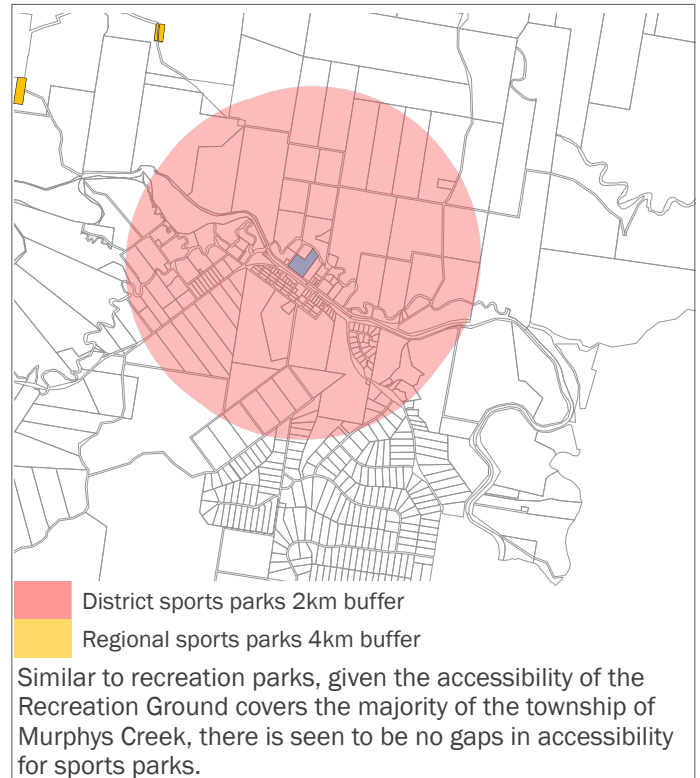 District sports parks 2km buffer
Regional sports parks 4km buffer
Similar to recreation parks, given the accessibility of the
Recreation Ground covers the majority of the township of
Murphys Creek, there is seen to be no gaps in accessibility
for sports parks.